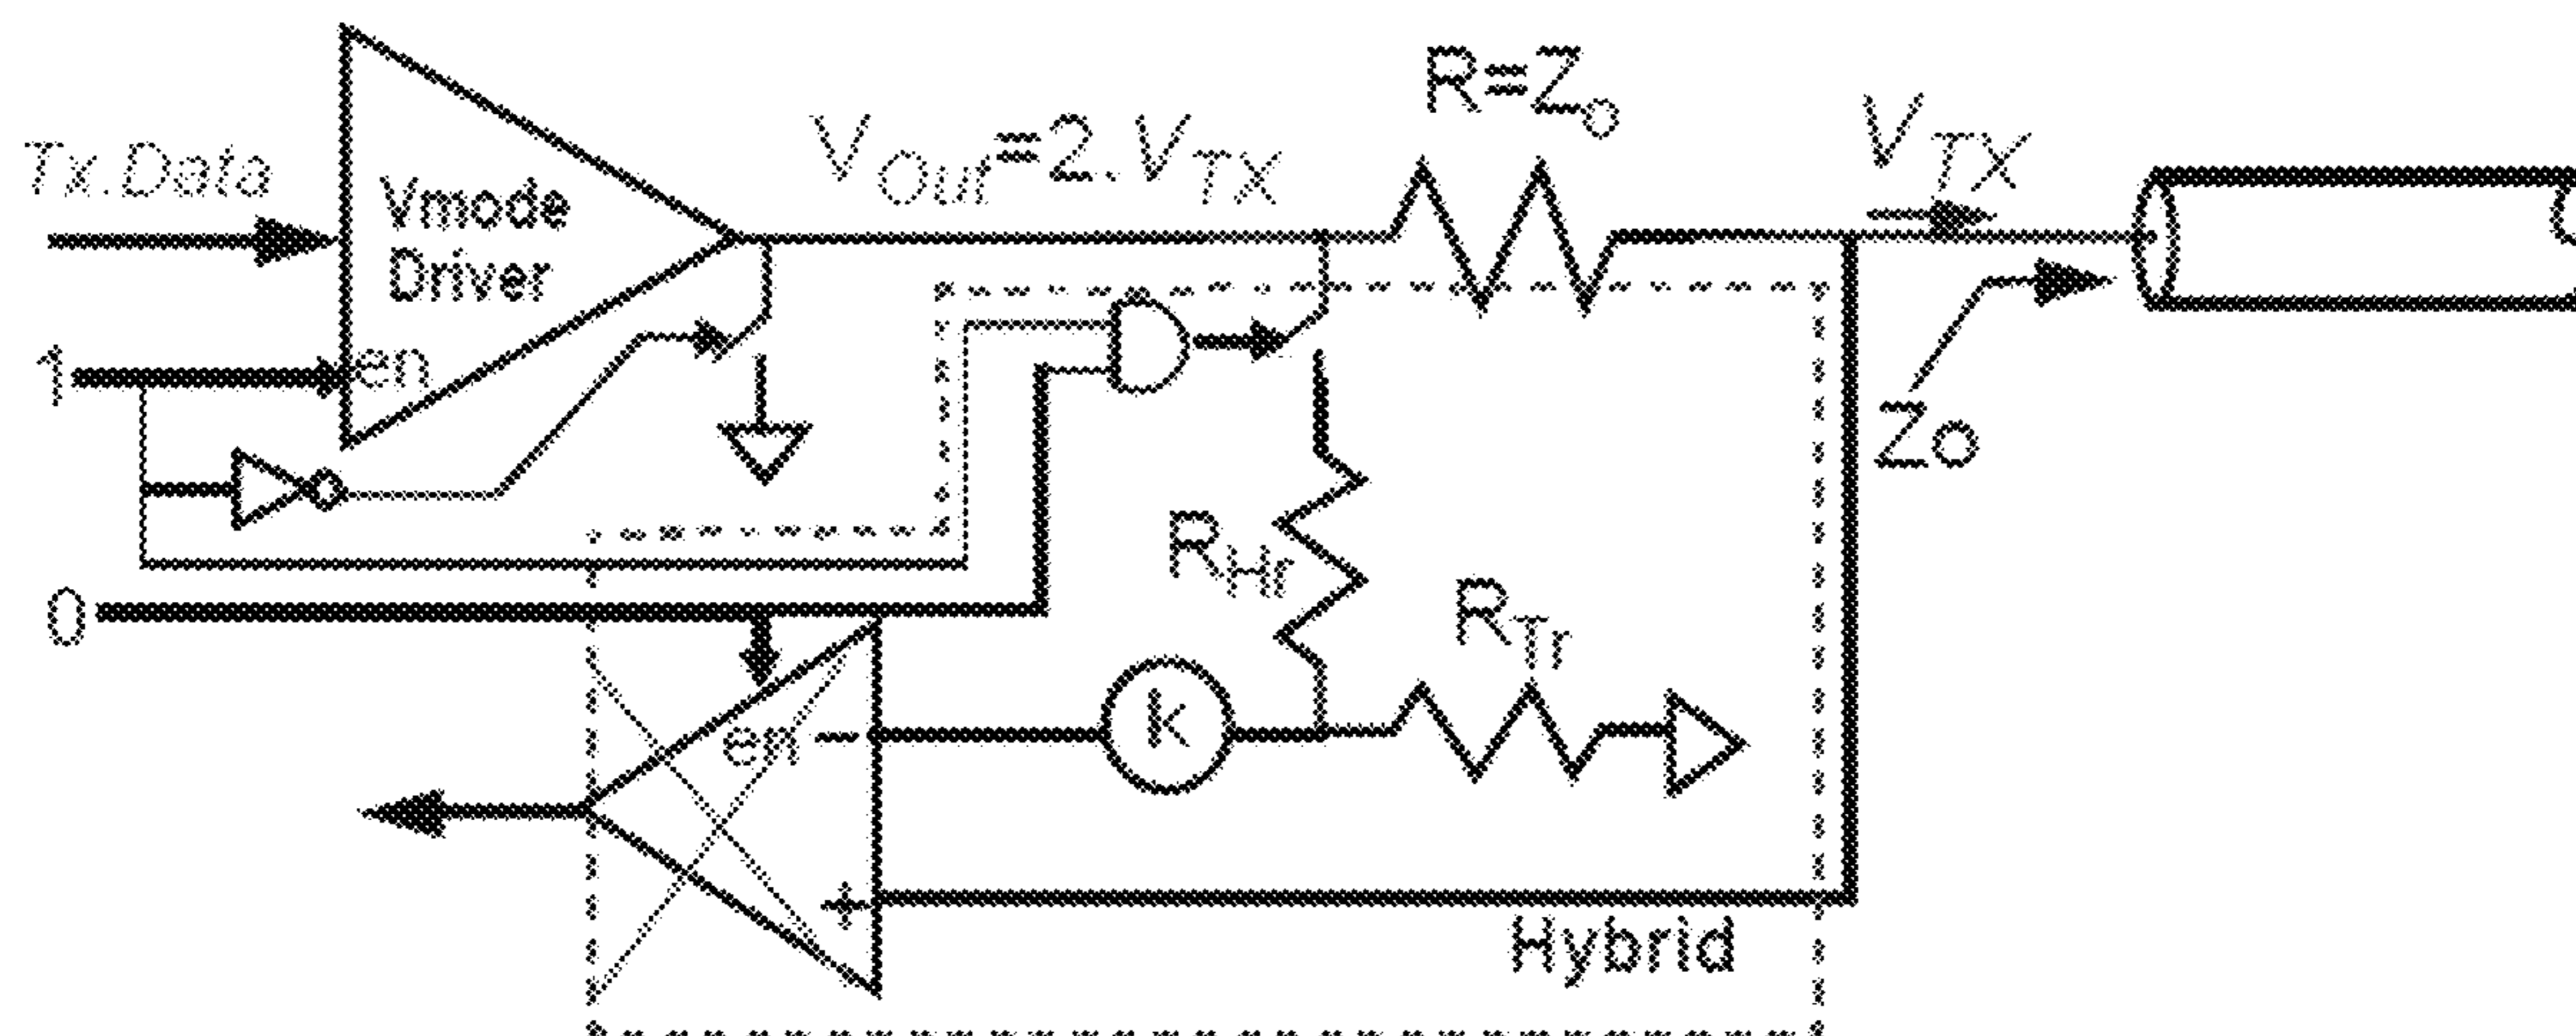 R=Zo
Tx.Data
VOut=2.VTX
VTX
Vmode
Driver
1
en
Zo
RHr
0
RTr
en
-
k
+
Hybrid